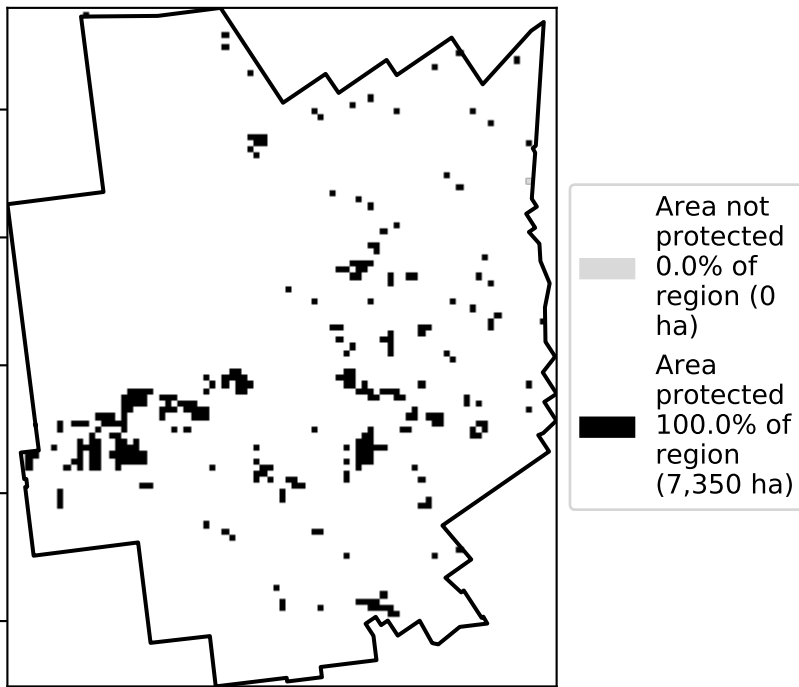 Area not
protected
0.0% of
region (0
ha)
Area
protected
100.0% of
region
(7,350 ha)